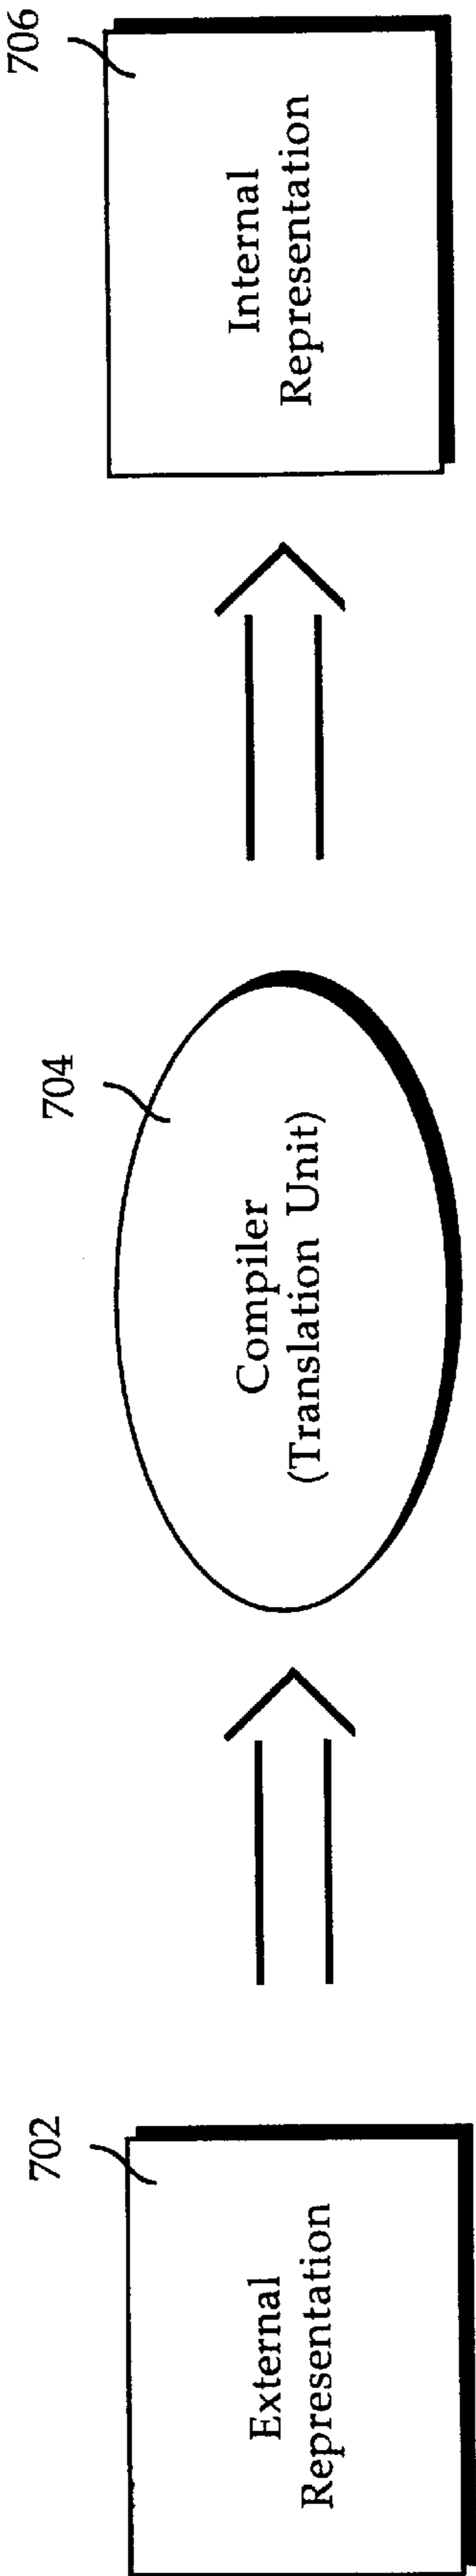 702
External
Representation
704
Compiler
(Translation Unit)
706
Internal
Representation